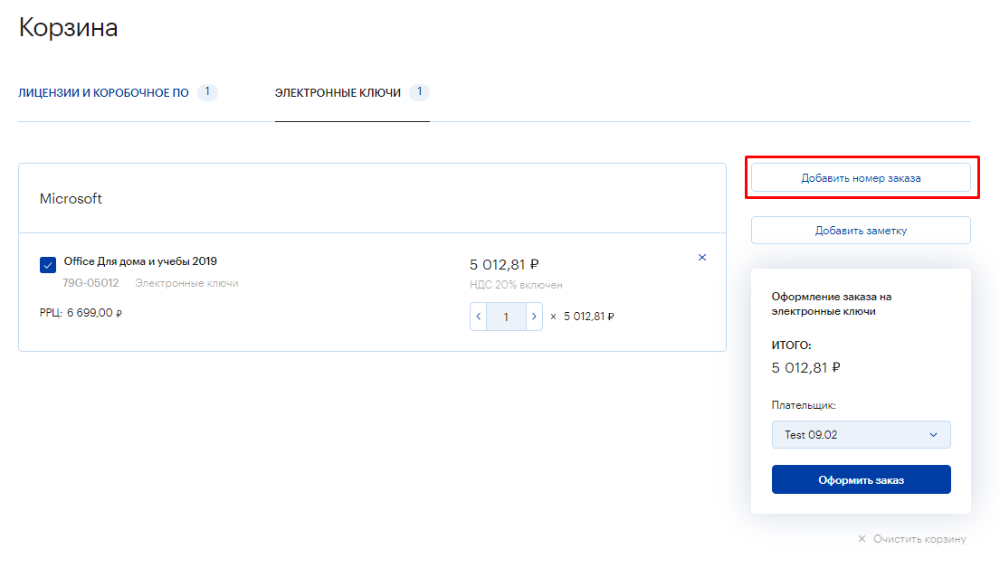 Корзина
ЛИЦЕНЗИИ И КОРОБОЧНОЕ ПО 1
ЭЛЕКТРОННЫЕ КЛЮЧИ 1
Microsoft
Office Для дома и учебы 2019
79G-05012 Электронные ключи
РРЦ: 6 699,00 ₽
5 012,81 ₽
НДС 20% включен
1 x 5 012,81 ₽
Добавить номер заказа
Добавить заметку
Оформление заказа на
электронные ключи
ИТОГО:
5 012,81 ₽
Плательщик:
Test 09.02
Оформить заказ
Очистить корзину